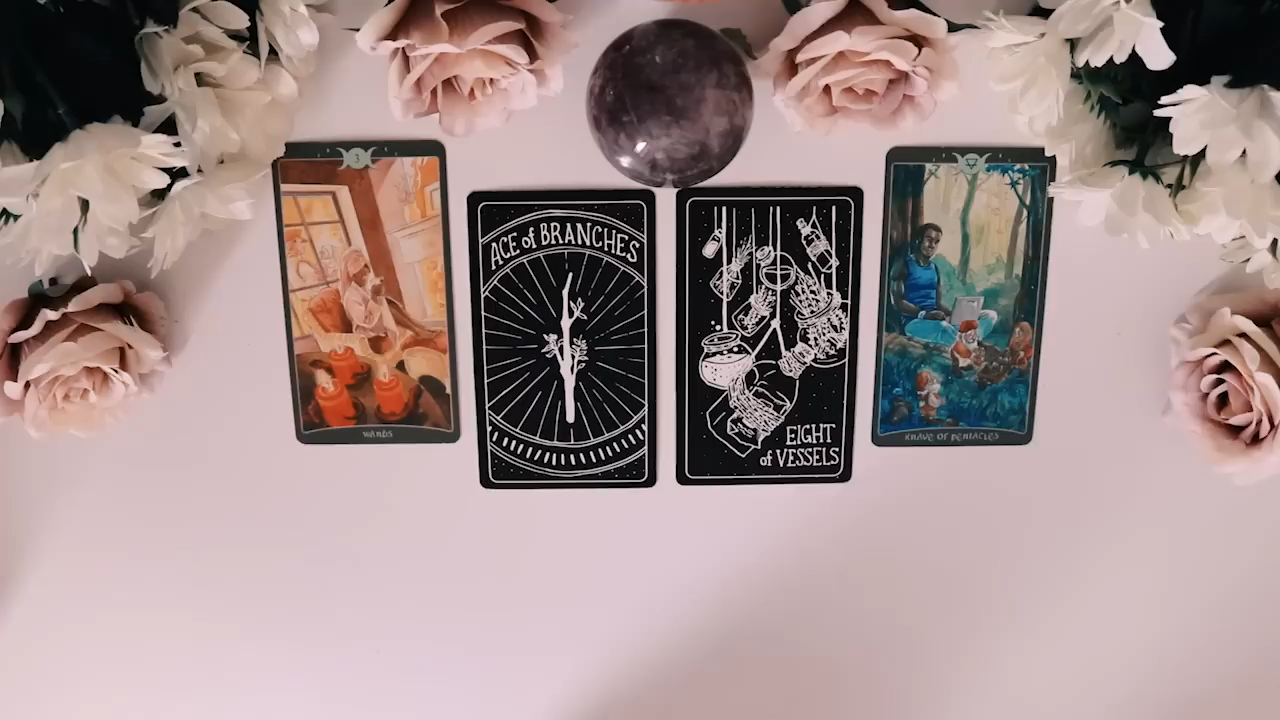 3
WANDS
ACE of BRANCHES
EIGHT
of VESSELS
KNAVE OF PENTACLES